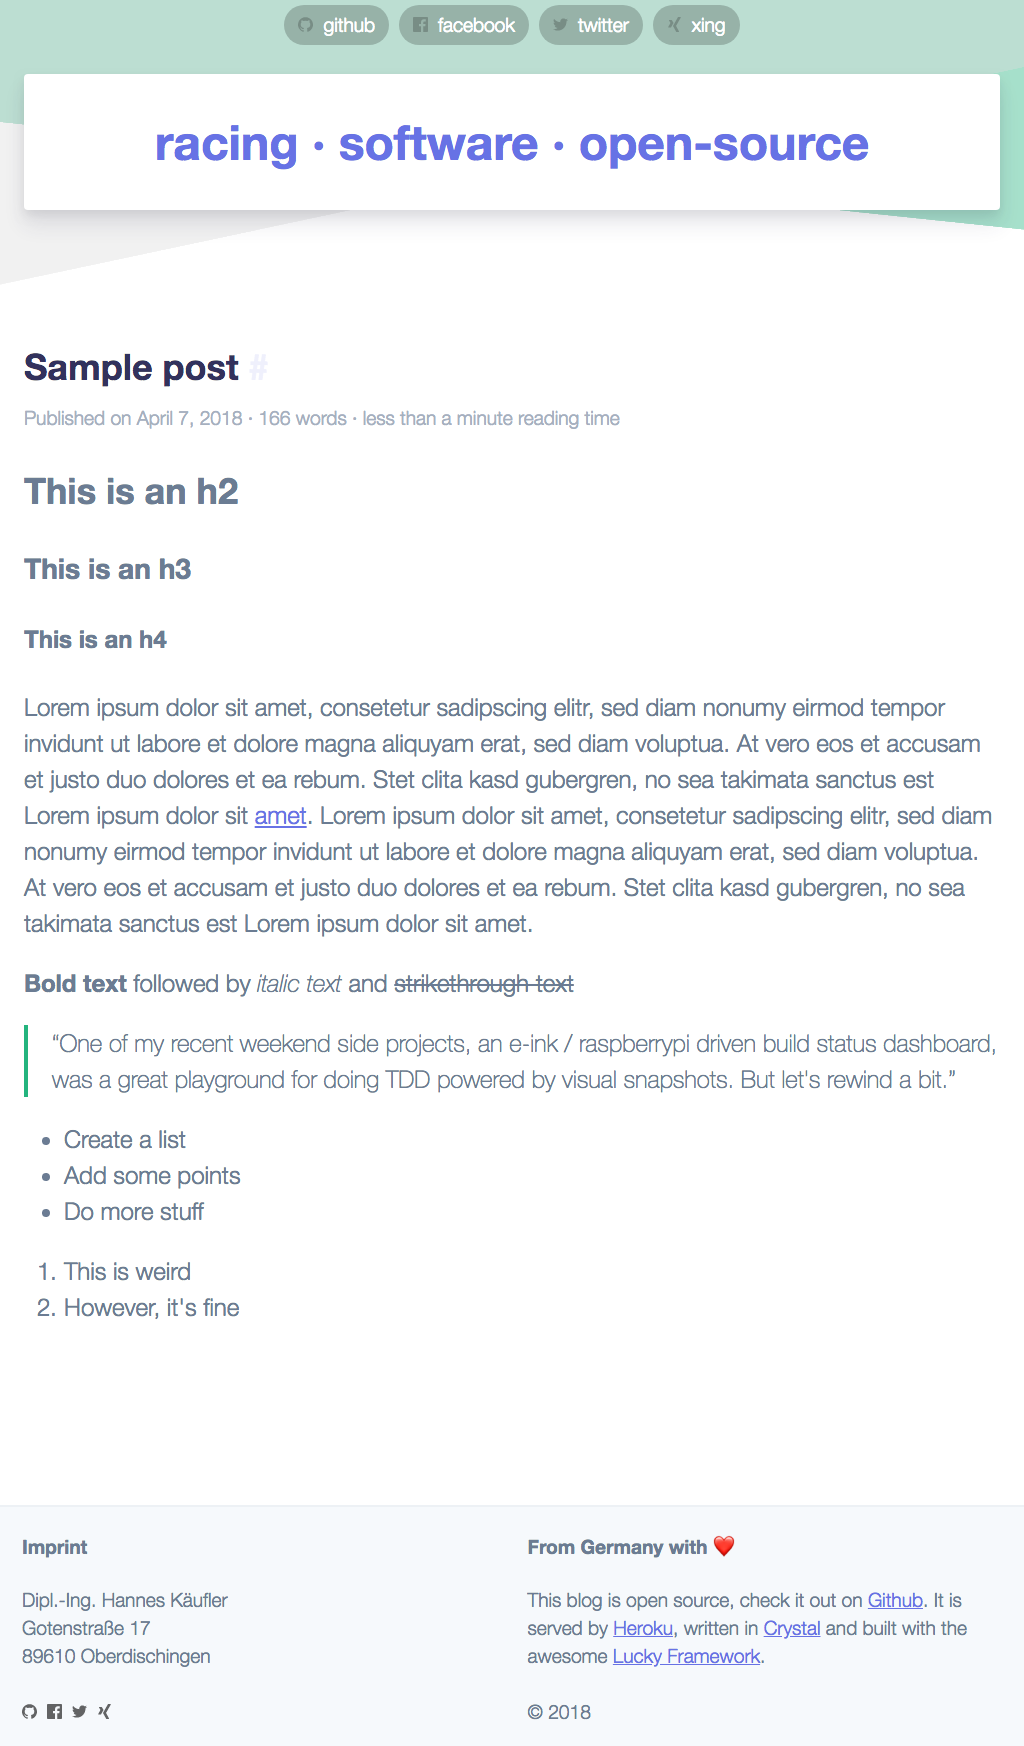 github facebook twitter xing
racing · software · open-source
Sample post #
Published on April 7, 2018 · 166 words · less than a minute reading time
This is an h2
This is an h3
This is an h4
Lorem ipsum dolor sit amet, consetetur sadipscing elitr, sed diam nonumy eirmod tempor
invidunt ut labore et dolore magna aliquyam erat, sed diam voluptua. At vero eos et accusam
et justo duo dolores et ea rebum. Stet clita kasd gubergren, no sea takimata sanctus est
Lorem ipsum dolor sit amet. Lorem ipsum dolor sit amet, consetetur sadipscing elitr, sed diam
nonumy eirmod tempor invidunt ut labore et dolore magna aliquyam erat, sed diam voluptua.
At vero eos et accusam et justo duo dolores et ea rebum. Stet clita kasd gubergren, no sea
takimata sanctus est Lorem ipsum dolor sit amet.
Bold text followed by italic text and strikethrough text
“One of my recent weekend side projects, an e-ink / raspberrypi driven build status dashboard,
was a great playground for doing TDD powered by visual snapshots. But let's rewind a bit.”
• Create a list
• Add some points
• Do more stuff
1. This is weird
2. However, it's fine
Imprint
Dipl.-Ing. Hannes Käufler
Gotenstraße 17
89610 Oberdischingen
From Germany with ❤️
This blog is open source, check it out on Github. It is
served by Heroku, written in Crystal and built with the
awesome Lucky Framework.
© 2018